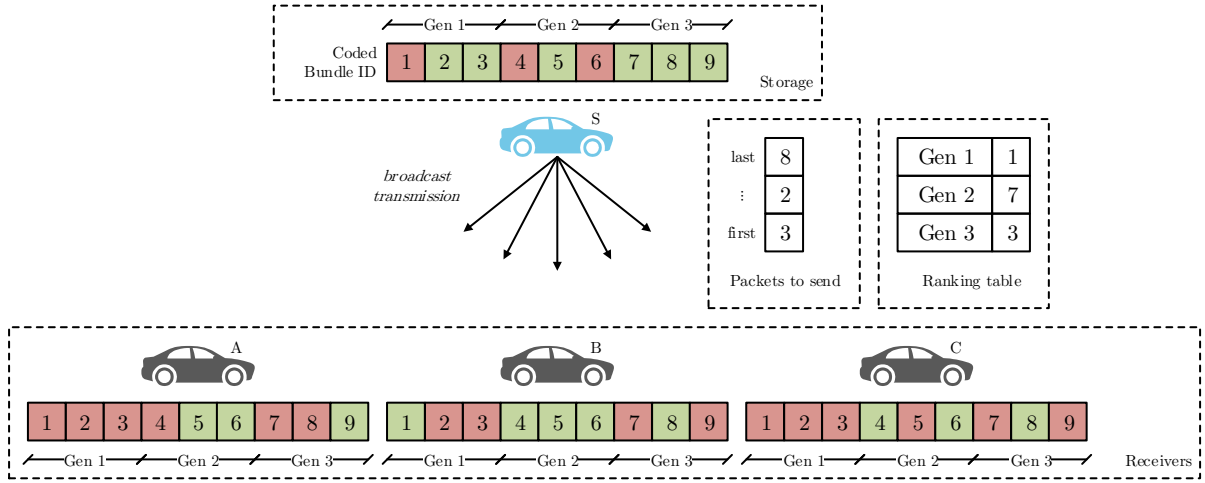 Gen 1 Gen 2 Gen 3
Coded
Bundle ID
1 2 3 4 5 6 7 8 9
Storage
S
broadcast
transmission
last 8
⋮ 2
first 3
Packets to send
Gen 1 1
Gen 2 7
Gen 3 3
Ranking table
A B C
1 2 3 4 5 6 7 8 9 1 2 3 4 5 6 7 8 9 1 2 3 4 5 6 7 8 9
Gen 1 Gen 2 Gen 3 Gen 1 Gen 2 Gen 3 Gen 1 Gen 2 Gen 3
Receivers